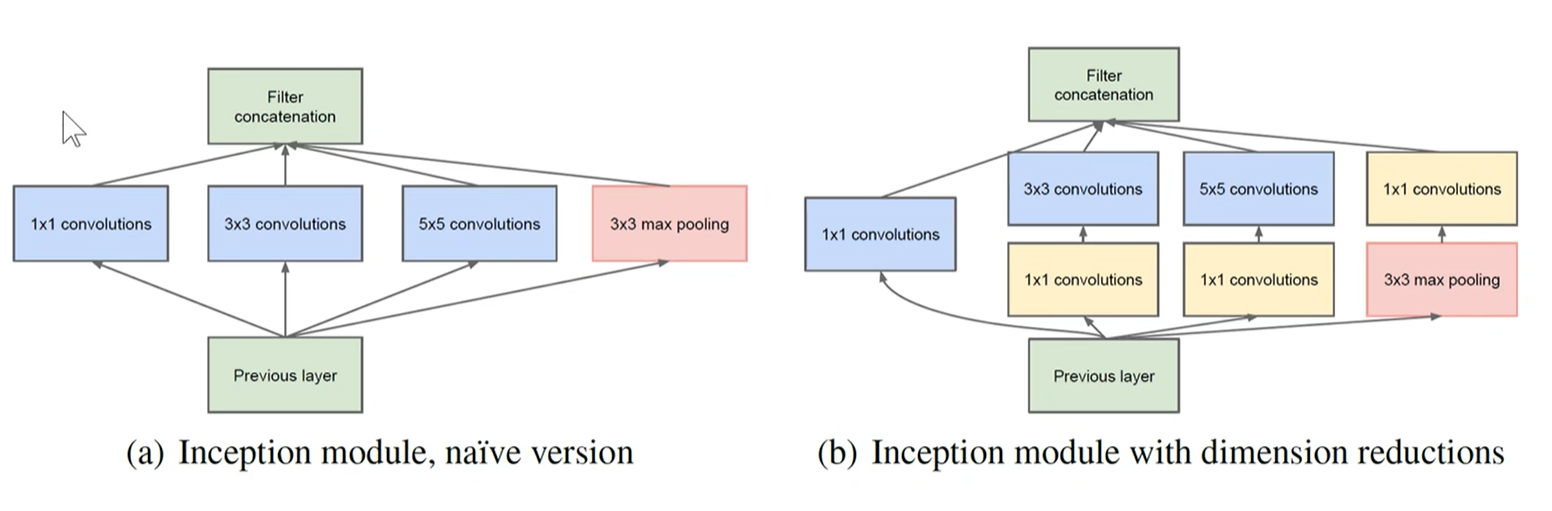 Filter
concatenation
1x1 convolutions
3x3 convolutions
5x5 convolutions
3x3 max pooling
Previous layer
(a) Inception module, naïve version
Filter
concatenation
3x3 convolutions
5x5 convolutions
1x1 convolutions
1x1 convolutions
1x1 convolutions
1x1 convolutions
3x3 max pooling
Previous layer
(b) Inception module with dimension reductions